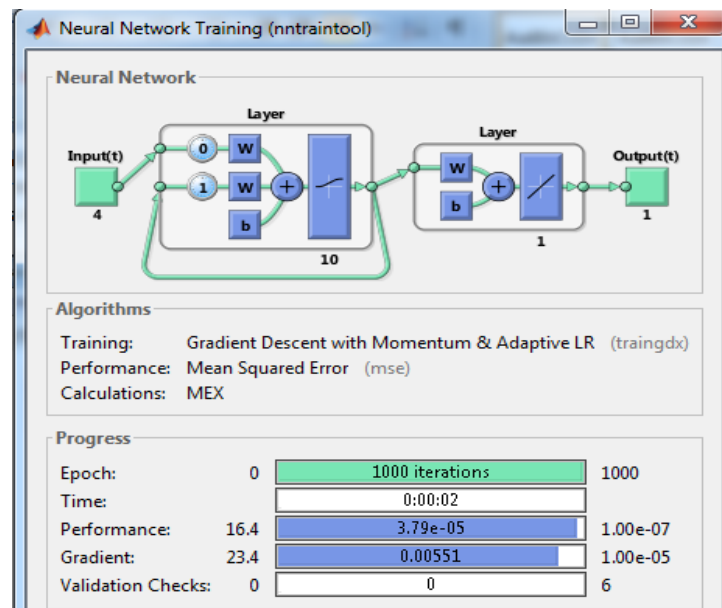 Neural Network Training (nntraintool)
Neural Network
Layer
Layer
Input(t)
0
W
W
Output(t)
1
W
+
b
+
4
b
1
b
1
10
Algorithms
Training: Gradient Descent with Momentum & Adaptive LR (traingdx)
Performance: Mean Squared Error (mse)
Calculations: MEX
Progress
Epoch: 0 1000 iterations 1000
Time: 0:00:02
Performance: 16.4 3.79e-05 1.00e-07
Gradient: 23.4 0.00551 1.00e-05
Validation Checks: 0 0 6